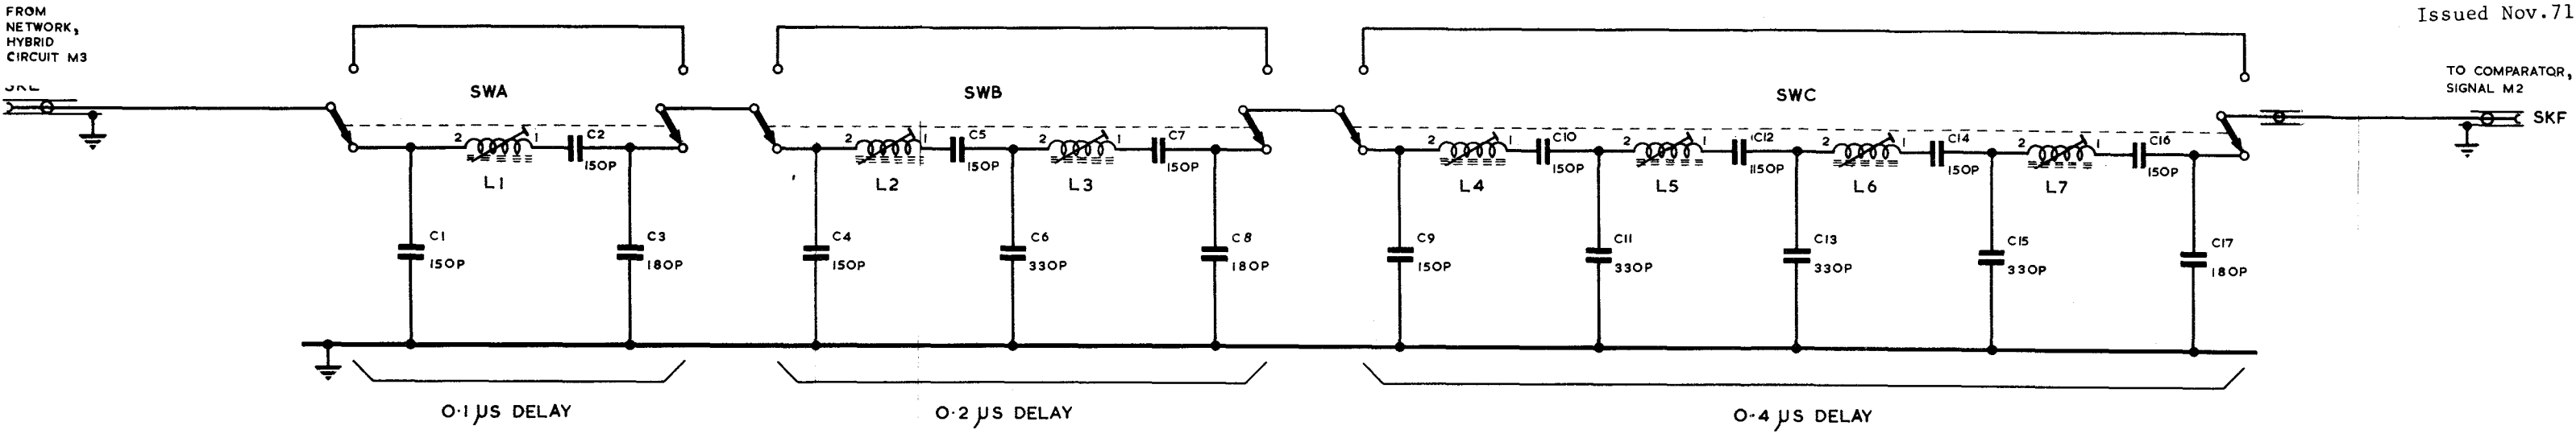 FROM
NETWORK,
HYBRID
CIRCUIT M3
Issued Nov.71
TO COMPARATOR,
SIGNAL M2
SKF
SWA
SWB
SWC
2 1 C2
150P
L1
2 1 C5
150P
L2
2 1 C7
150P
L3
2 1 C10
150P
L4
2 1 C12
150P
L5
2 1 C14
150P
L6
2 1 C16
150P
L7
C1
150P
C3
180P
C4
150P
C6
330P
C8
180P
C9
150P
C11
330P
C13
330P
C15
330P
C17
180P
0·1 µS DELAY
0·2 µS DELAY
0·4 µS DELAY